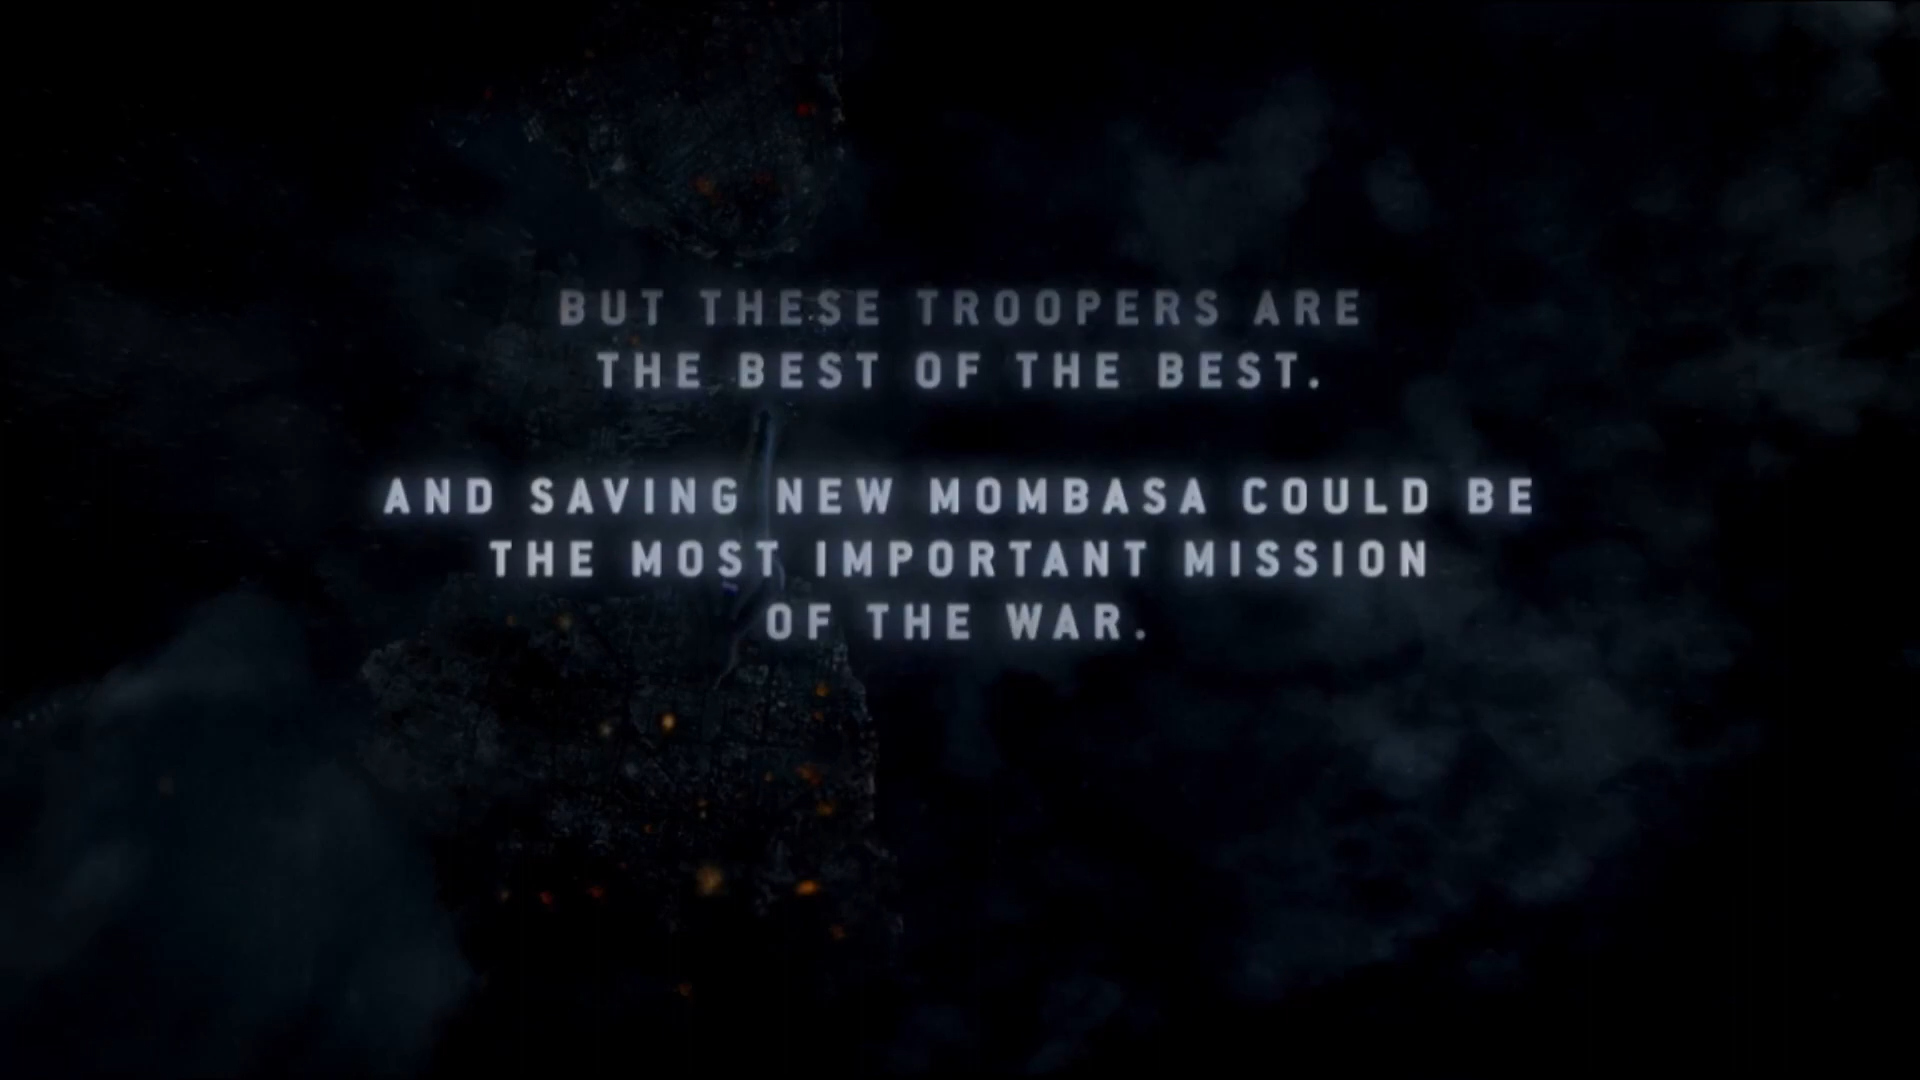 BUT THESE TROOPERS ARE
THE BEST OF THE BEST.
AND SAVING NEW MOMBASA COULD BE
THE MOST IMPORTANT MISSION
OF THE WAR.